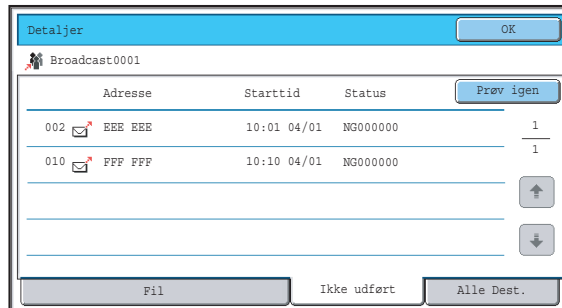 Detaljer OK
Broadcast0001
Adresse Starttid Status Prøv igen
002 EEE EEE 10:01 04/01 NG000000 1
1
010 FFF FFF 10:10 04/01 NG000000
Fil Ikke udført Alle Dest.